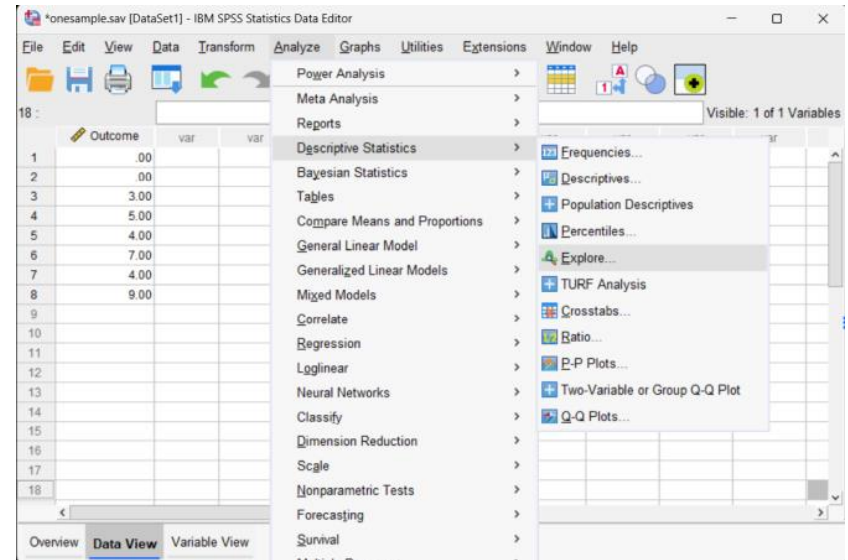 *onesample.sav [DataSet1] - IBM SPSS Statistics Data Editor
File Edit View Data Transform Analyze Graphs Utilities Extensions Window Help
18 :
Visible: 1 of 1 Variables
Outcome var var
1 .00
2 .00
3 3.00
4 5.00
5 4.00
6 7.00
7 4.00
8 9.00
9
10
11
12
13
14
15
16
17
18
Power Analysis
Meta Analysis
Reports
Descriptive Statistics
Bayesian Statistics
Tables
Compare Means and Proportions
General Linear Model
Generalized Linear Models
Mixed Models
Correlate
Regression
Loglinear
Neural Networks
Classify
Dimension Reduction
Scale
Nonparametric Tests
Forecasting
Survival
Frequencies...
Descriptives...
Population Descriptives
Percentiles...
Explore...
TURF Analysis
Crosstabs...
Ratio...
P-P Plots...
Two-Variable or Group Q-Q Plot
Q-Q Plots...
Overview Data View Variable View